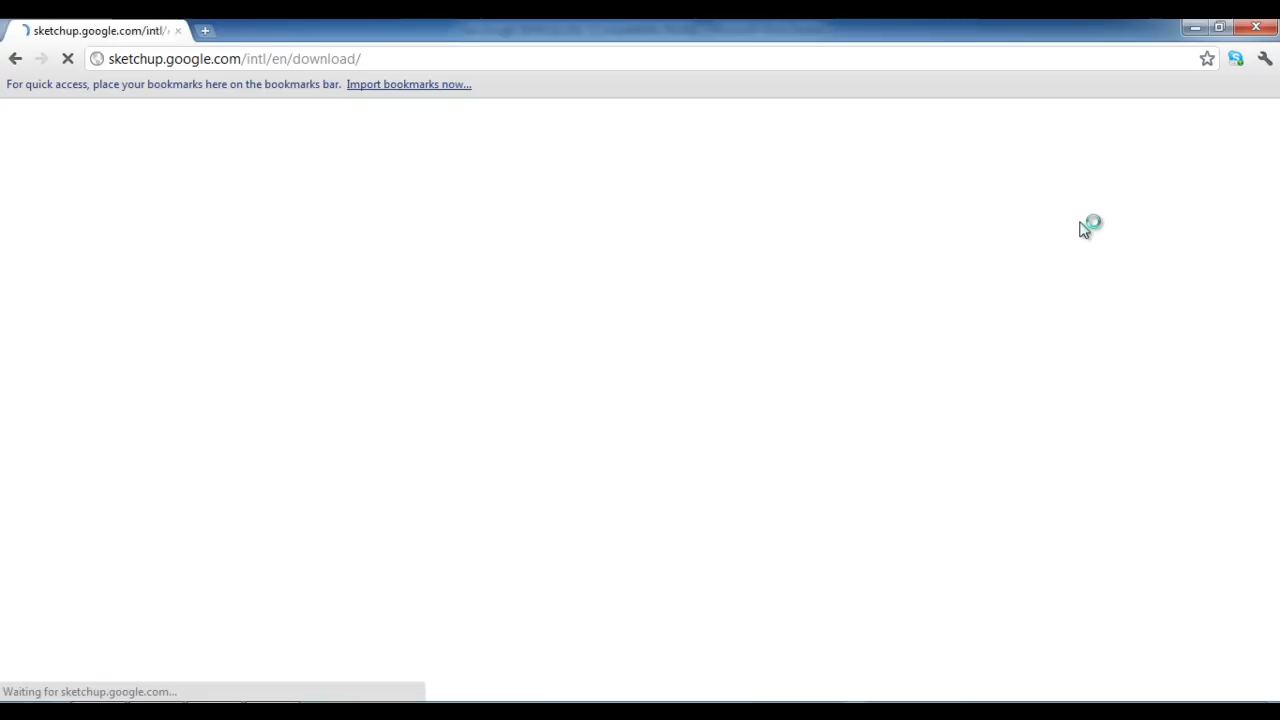 sketchup.google.com/intl/
sketchup.google.com/intl/en/download/
For quick access, place your bookmarks here on the bookmarks bar. Import bookmarks now...
Waiting for sketchup.google.com...